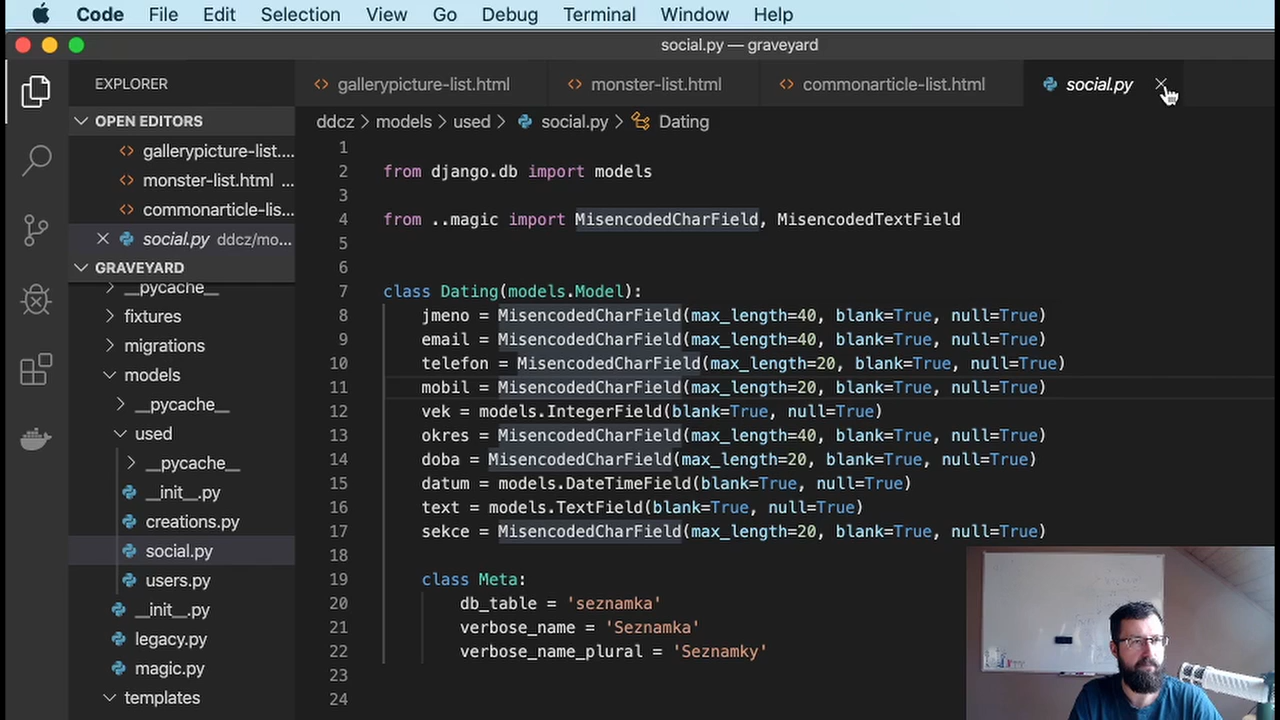 Code File Edit Selection View Go Debug Terminal Window Help
social.py — graveyard
EXPLORER
gallerypicture-list.html monster-list.html commonarticle-list.html social.py
OPEN EDITORS
gallerypicture-list....
monster-list.html ...
commonarticle-lis...
social.py ddcz/mo...
GRAVEYARD
__pycache__
fixtures
migrations
models
__pycache__
used
__pycache__
__init__.py
creations.py
social.py
users.py
__init__.py
legacy.py
magic.py
templates
ddcz > models > used > social.py > Dating
1
2 from django.db import models
3
4 from ..magic import MisencodedCharField, MisencodedTextField
5
6
7 class Dating(models.Model):
8 jmeno = MisencodedCharField(max_length=40, blank=True, null=True)
9 email = MisencodedCharField(max_length=40, blank=True, null=True)
10 telefon = MisencodedCharField(max_length=20, blank=True, null=True)
11 mobil = MisencodedCharField(max_length=20, blank=True, null=True)
12 vek = models.IntegerField(blank=True, null=True)
13 okres = MisencodedCharField(max_length=40, blank=True, null=True)
14 doba = MisencodedCharField(max_length=20, blank=True, null=True)
15 datum = models.DateTimeField(blank=True, null=True)
16 text = models.TextField(blank=True, null=True)
17 sekce = MisencodedCharField(max_length=20, blank=True, null=True)
18
19 class Meta:
20 db_table = 'seznamka'
21 verbose_name = 'Seznamka'
22 verbose_name_plural = 'Seznamky'
23
24